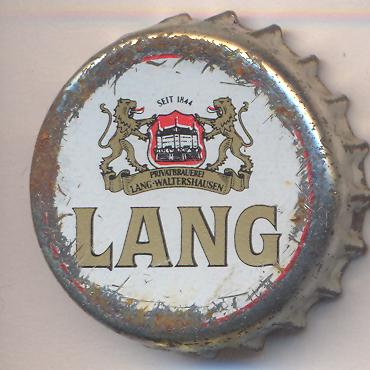 SEIT 1844
PRIVATBRAUEREI
LANG·WALTERSHAUSEN
LANG